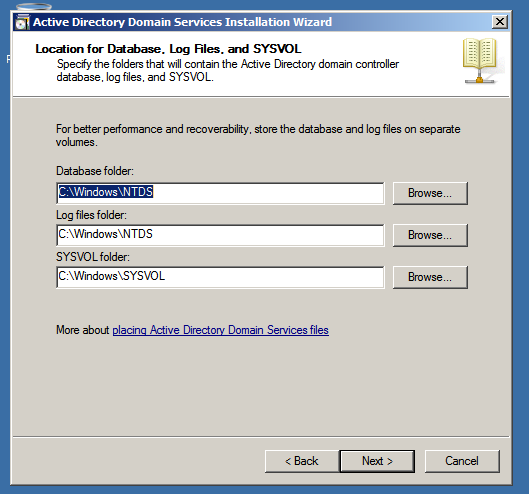 Active Directory Domain Services Installation Wizard
Location for Database, Log Files, and SYSVOL
Specify the folders that will contain the Active Directory domain controller
database, log files, and SYSVOL.
For better performance and recoverability, store the database and log files on separate
volumes.
Database folder:
C:\Windows\NTDS
Browse...
Log files folder:
C:\Windows\NTDS
Browse...
SYSVOL folder:
C:\Windows\SYSVOL
Browse...
More about placing Active Directory Domain Services files
< Back
Next >
Cancel